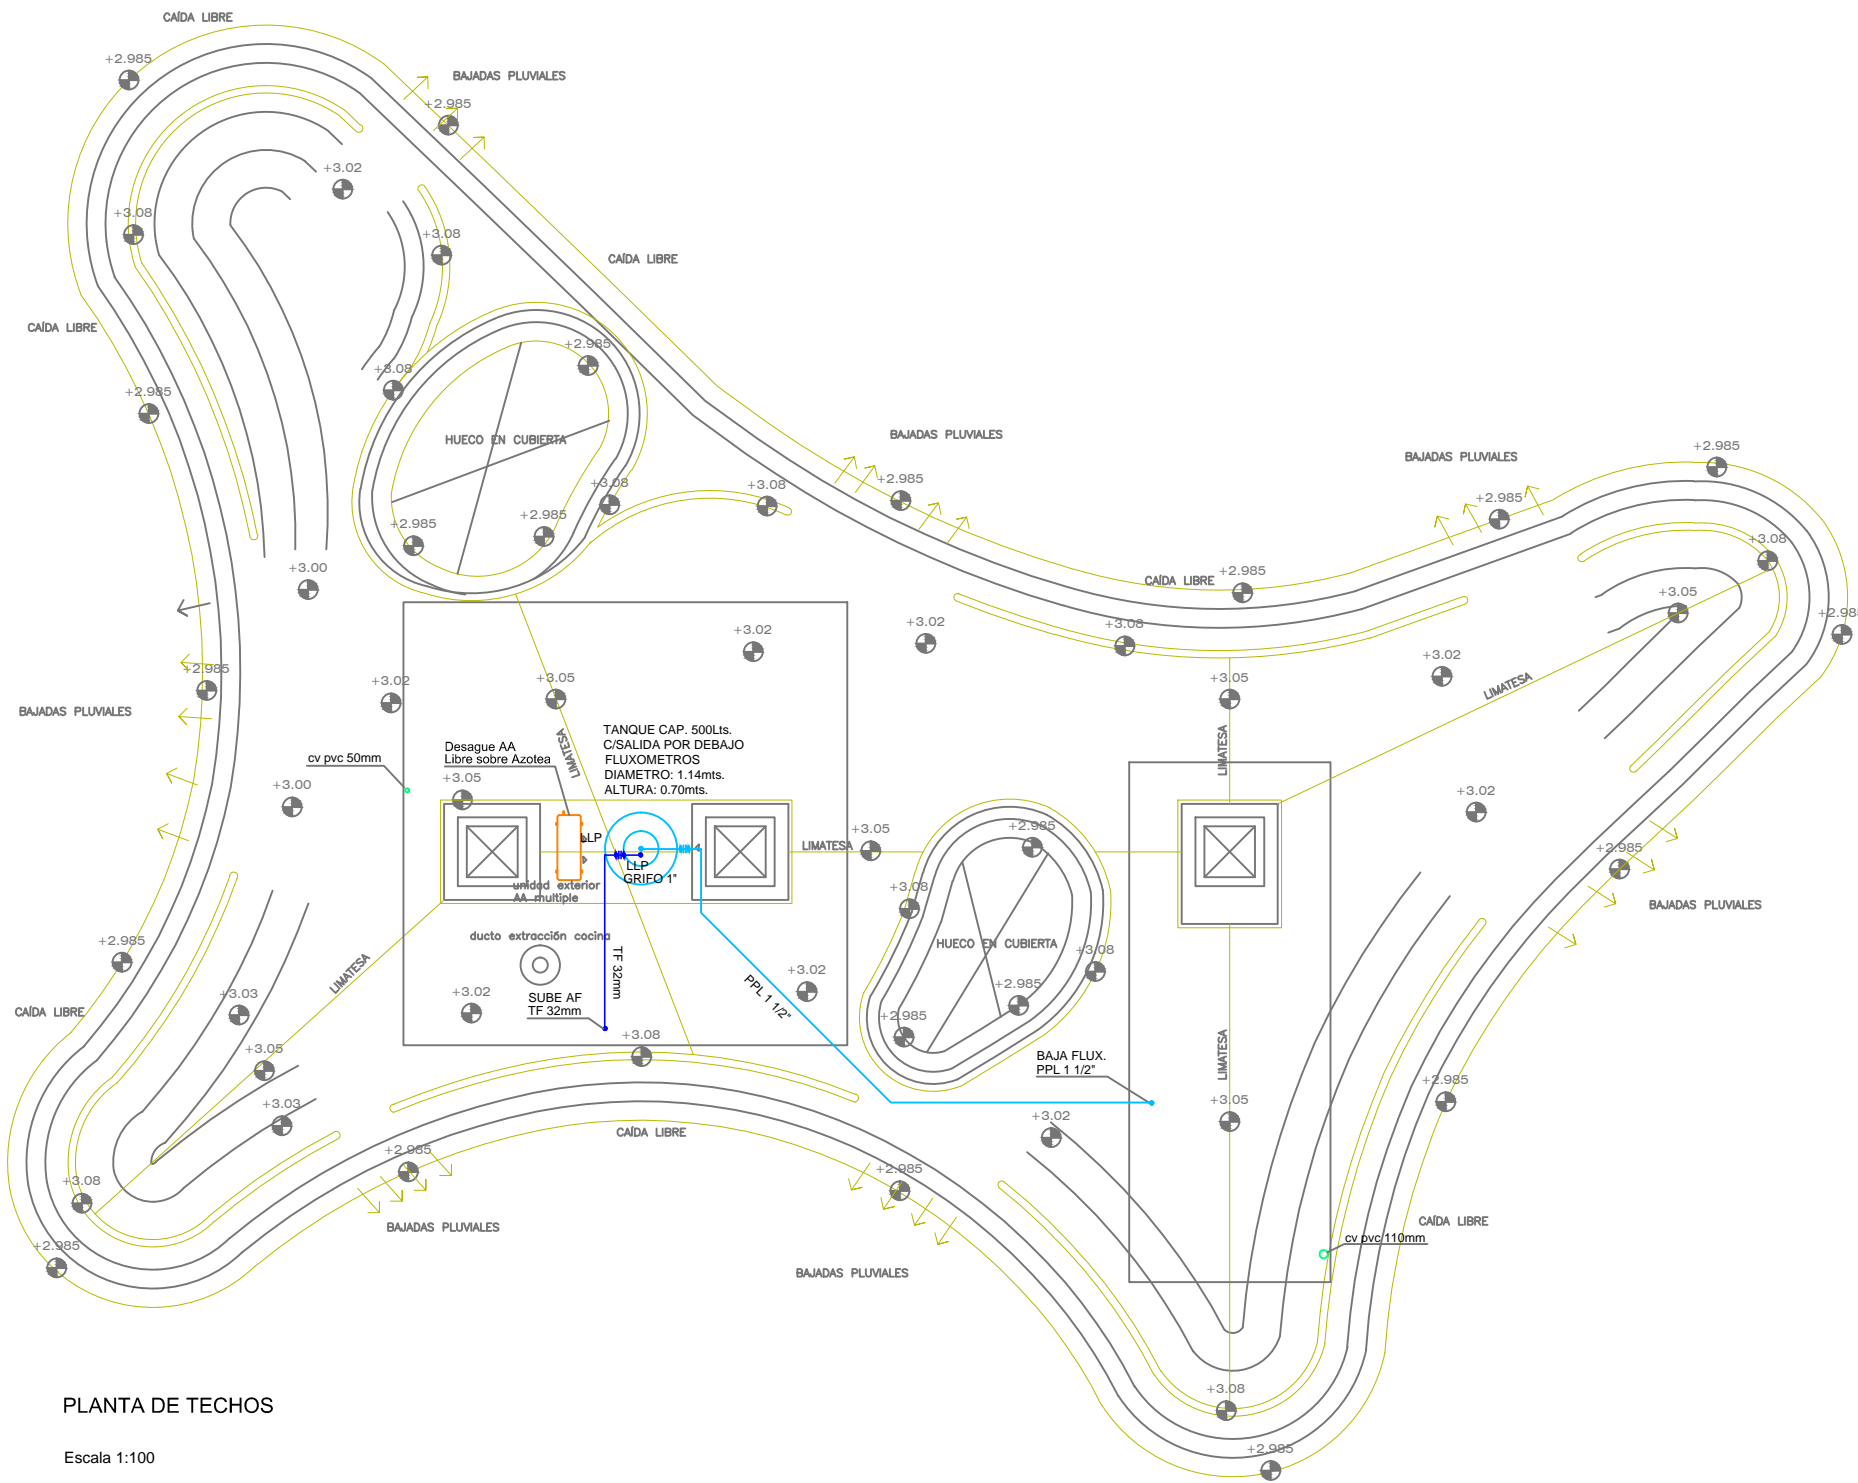 CAÍDA LIBRE
+2.985
BAJADAS PLUVIALES
+2.985
+3.02
+3.08
+3.08
CAÍDA LIBRE
CAÍDA LIBRE
+2.985
+3.08
+2.985
HUECO EN CUBIERTA
BAJADAS PLUVIALES
BAJADAS PLUVIALES
+2.985
+2.985
+3.08
+3.08
+2.985
+2.985
+2.985
+2.985
+3.08
+3.00
CAÍDA LIBRE
+2.985
+3.05
+2.985
+3.02
+3.02
+3.08
+3.02
+2.985
+3.02
+3.05
+3.05
LIMATESA
BAJADAS PLUVIALES
TANQUE CAP. 500Lts.
C/SALIDA POR DEBAJO
FLUXOMETROS
DIAMETRO: 1.14mts.
ALTURA: 0.70mts.
LIMATESA
LIMATESA
Desague AA
Libre sobre Azotea
cv pvc 50mm
+3.05
+3.00
+3.02
+3.05
+2.985
LLP
LIMATESA
+2.985
LLP
GRIFO 1"
unidad exterior
AA multiple
+3.08
BAJADAS PLUVIALES
ducto extracción cocina
HUECO EN CUBIERTA
+2.985
+3.08
LIMATESA
TF 32mm
+3.02
PPL 1 1/2"
+2.985
SUBE AF
TF 32mm
+3.03
+3.02
CAÍDA LIBRE
+2.985
+3.08
+3.05
BAJA FLUX.
PPL 1 1/2"
LIMATESA
+2.985
+3.03
+3.02
+3.05
CAÍDA LIBRE
+2.985
+2.985
+3.08
BAJADAS PLUVIALES
CAÍDA LIBRE
cv pvc 110mm
+2.985
BAJADAS PLUVIALES
+3.08
PLANTA DE TECHOS
+2.985
Escala 1:100